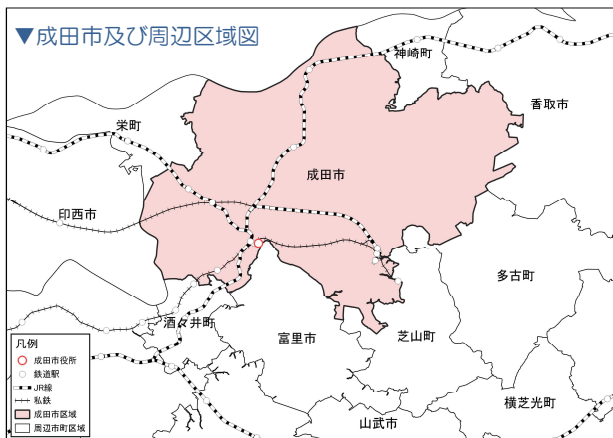 ▼成田市及び周辺区域図
神崎町
香取市
栄町
成田市
印西市
多古町
酒々井町
富里市
芝山町
横芝光町
山武市
凡例
成田市役所
鉄道駅
JR線
私鉄
成田市区域
周辺市町区域